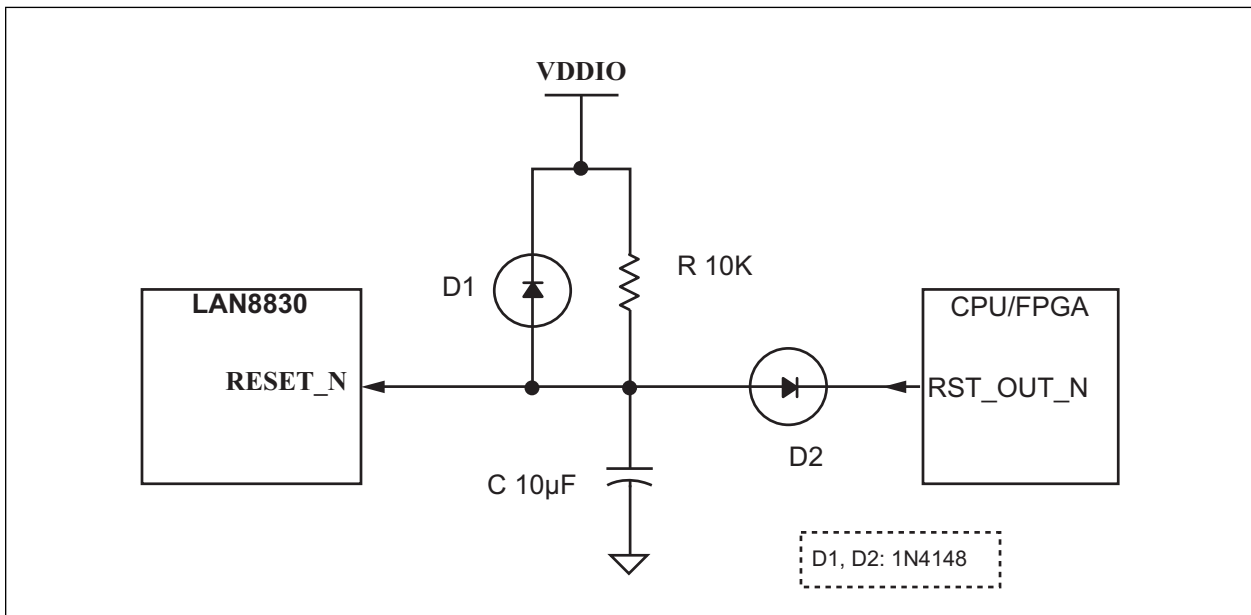 VDDIO
D1
R 10K
LAN8830
RESET_N
CPU/FPGA
RST_OUT_N
D2
C 10µF
D1, D2: 1N4148